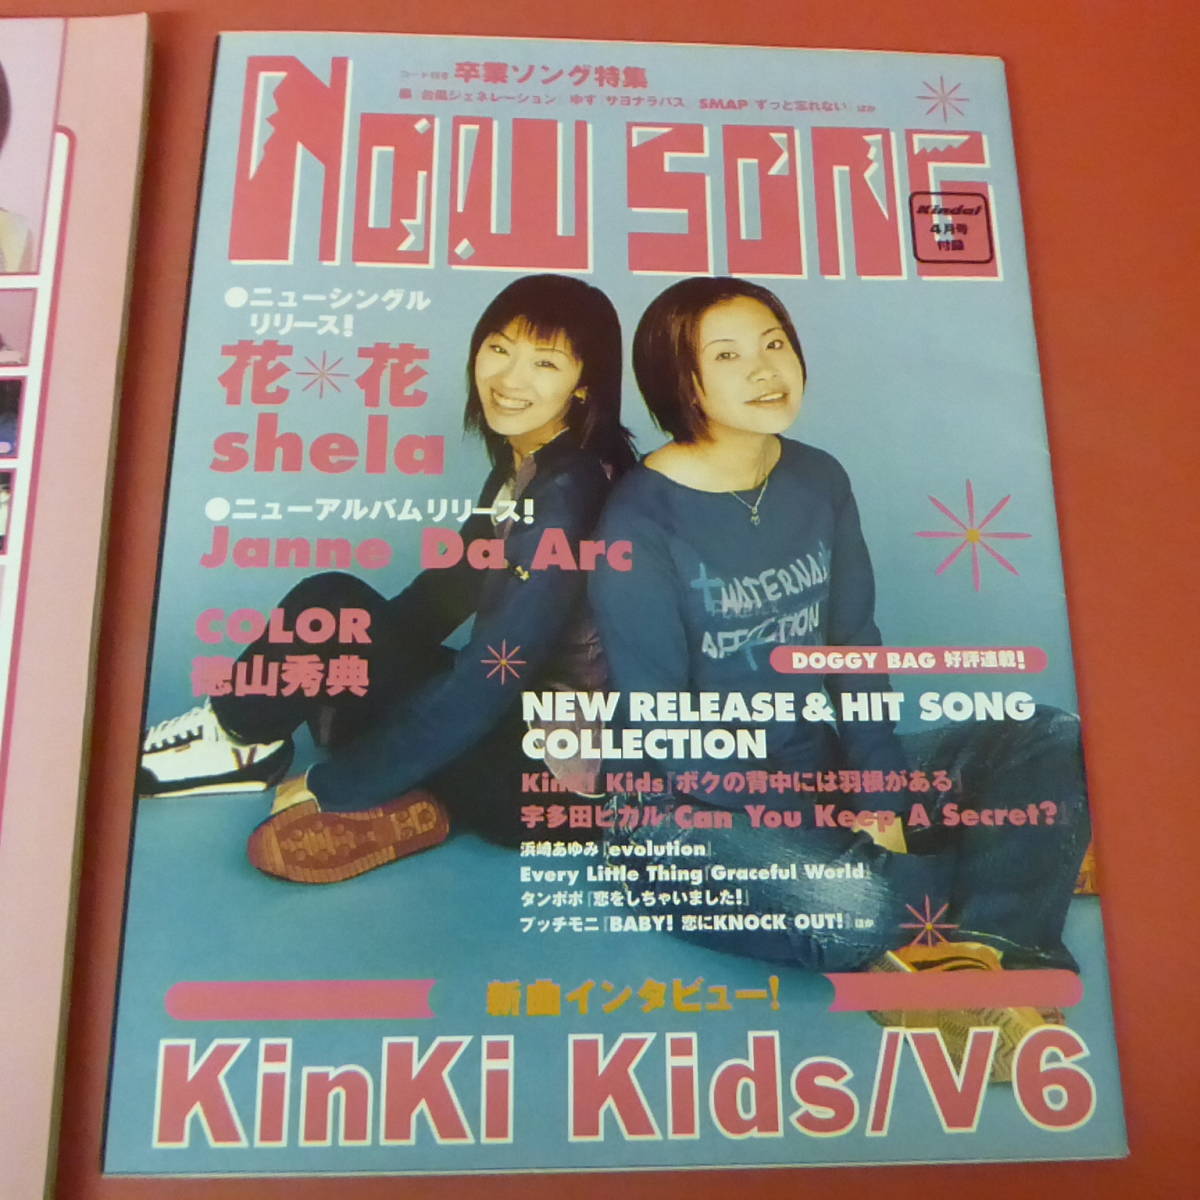 コード付き 卒業ソング特集
嵐『台風ジェネレーション』 ゆず『サヨナラバス』 SMAP『ずっと忘れない』ほか
NOW SONG
Kindai
4月号
付録
●ニューシングル
リリース!
花✳花
shela
●ニューアルバムリリース!
Janne Da Arc
COLOR
徳山秀典
MATERNAL
AFFECTION
DOGGY BAG 好評連載!
NEW RELEASE & HIT SONG
COLLECTION
KinKi Kids『ボクの背中には羽根がある』
宇多田ヒカル『Can You Keep A Secret?』
浜崎あゆみ『evolution』
Every Little Thing『Graceful World』
タンポポ『恋をしちゃいました!』
プッチモニ『BABY! 恋にKNOCK OUT!』ほか
新曲インタビュー!
KinKi Kids/V6